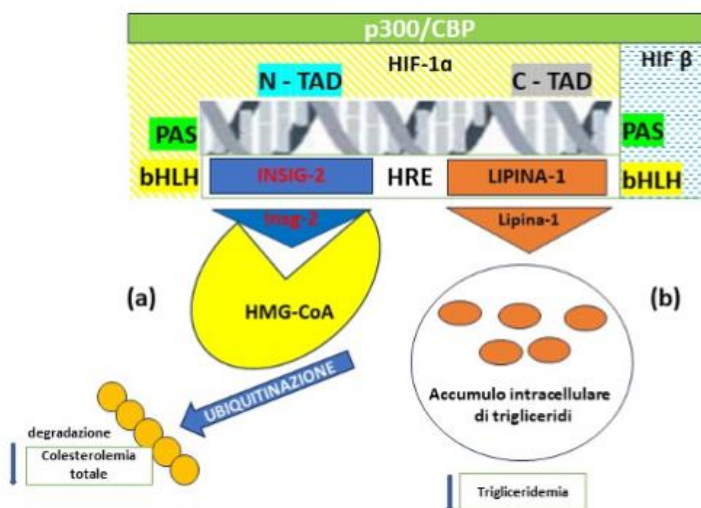 p300/CBP
HIF-1α
HIF β
N - TAD
C - TAD
PAS
PAS
bHLH
INSIG-2
HRE
LIPINA-1
bHLH
Insg-2
Lipina-1
(a)
HMG-CoA
(b)
UBIQUITINAZIONE
Accumulo intracellulare
di trigliceridi
degradazione
Colesterolemia
totale
Trigliceridemia